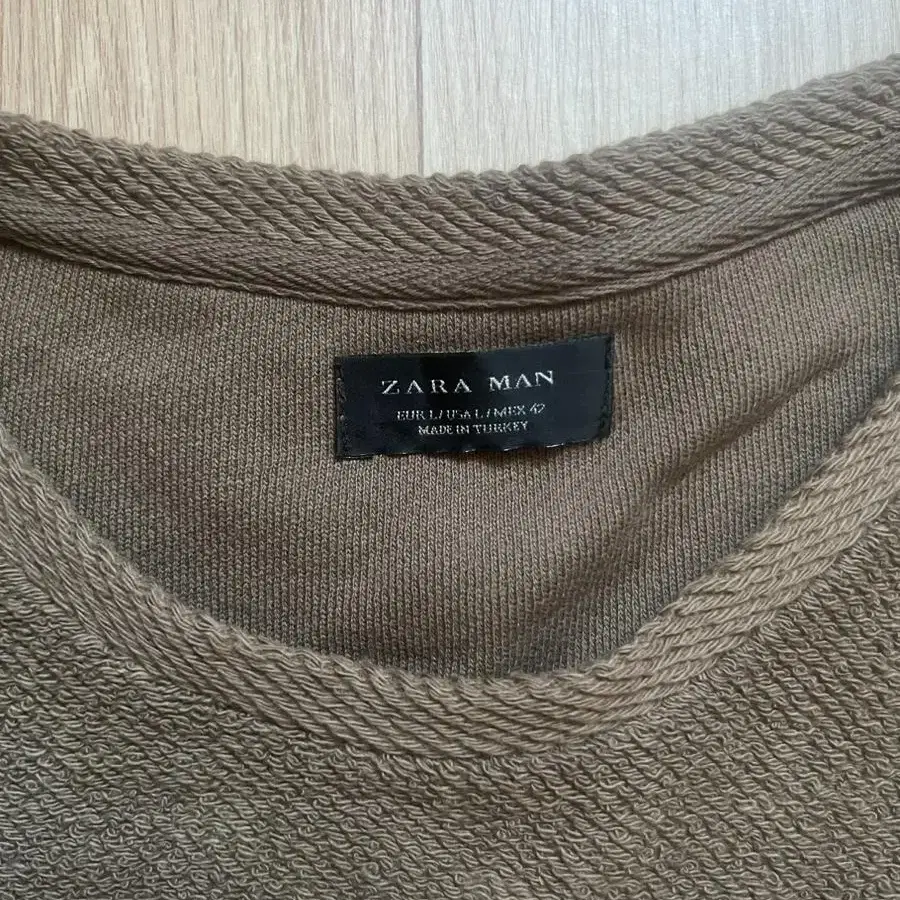 ZARA MAN
EUR L / USA L / MEX 42
MADE IN TURKEY